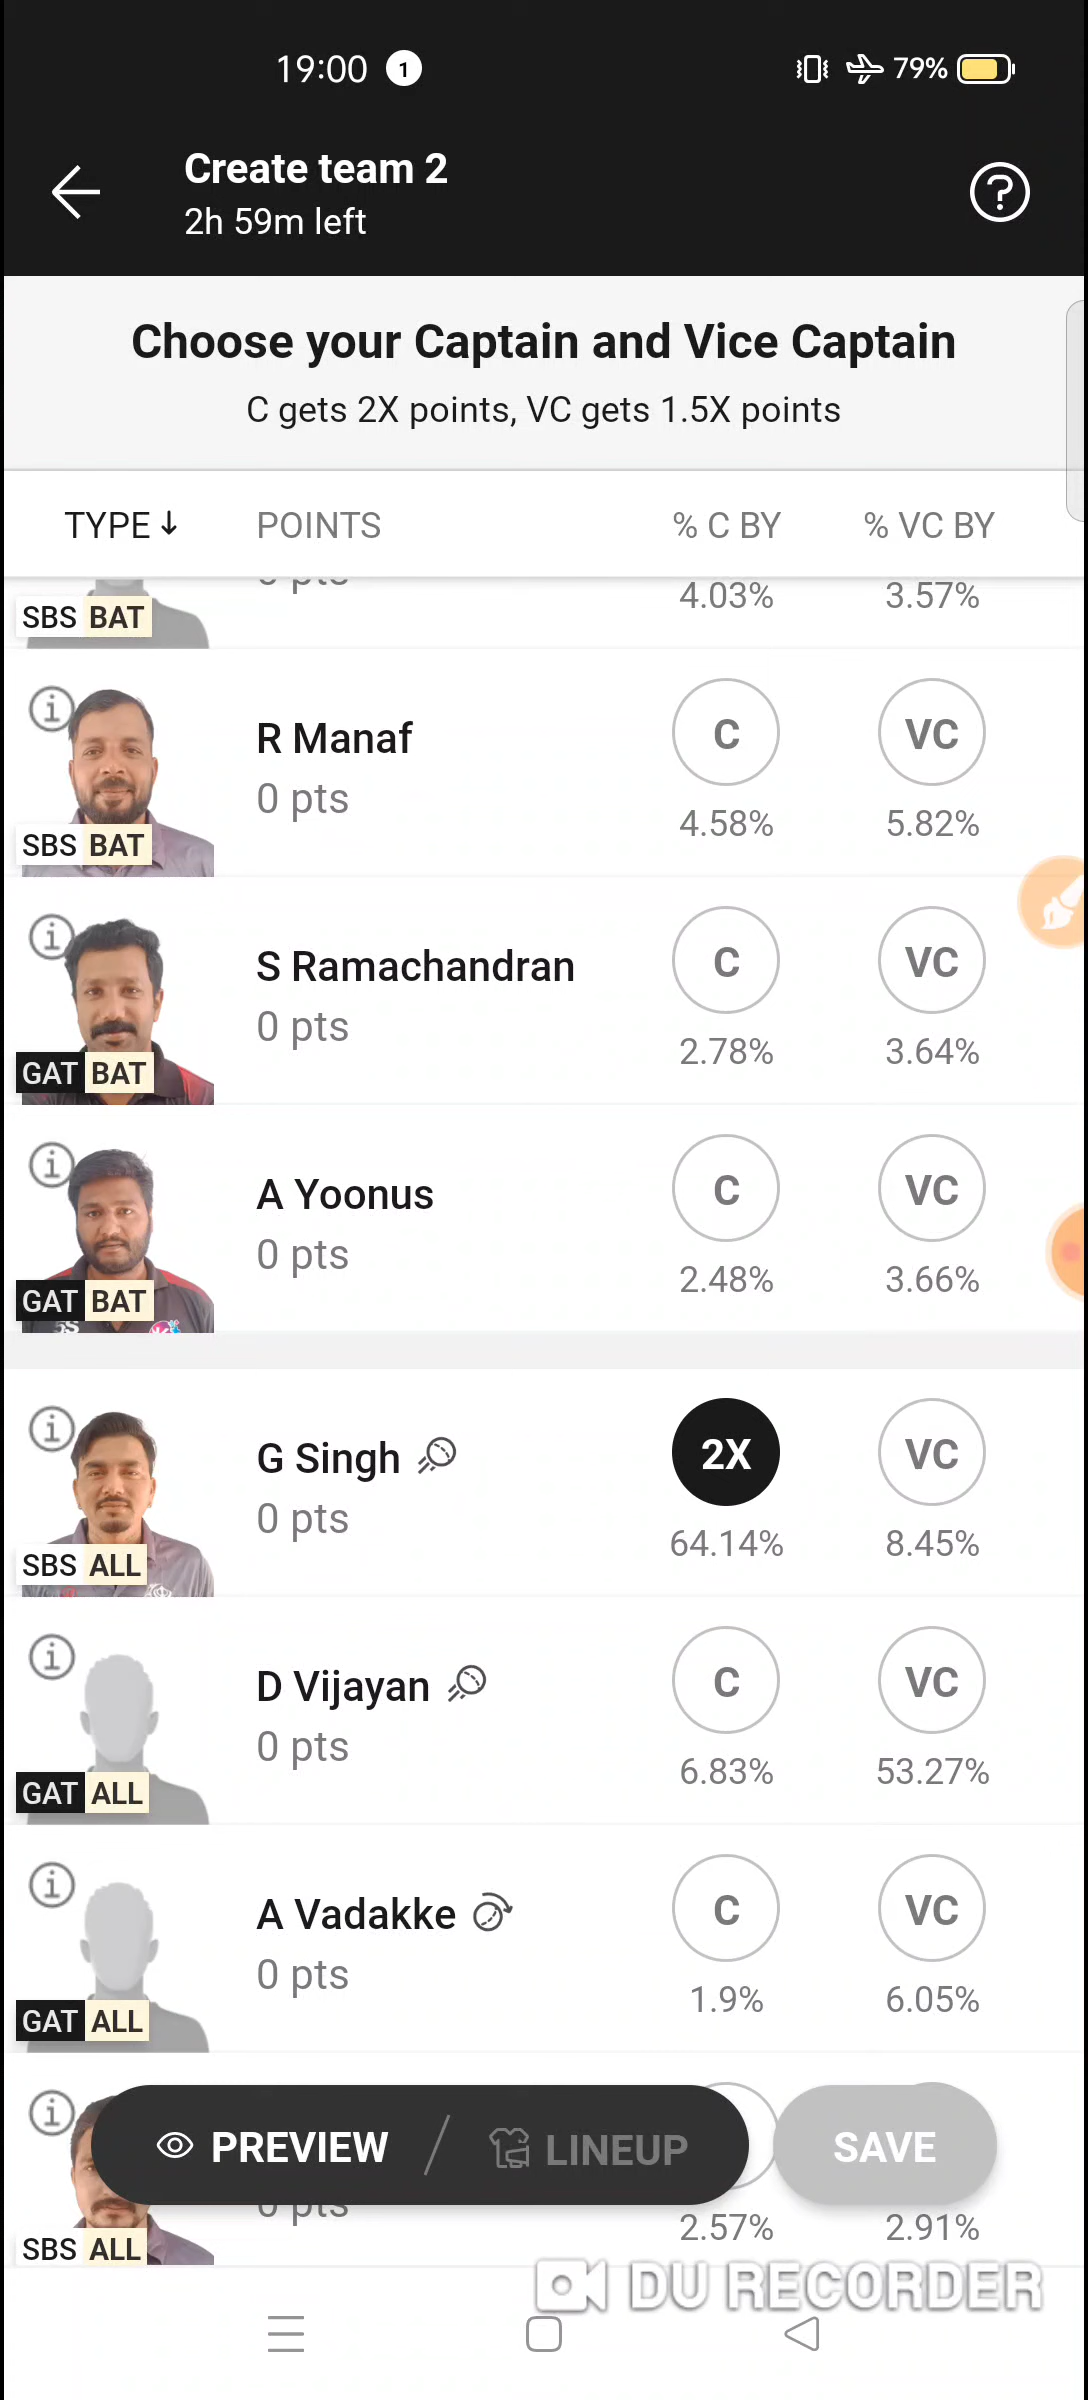 19:00 1 79%
Create team 2
2h 59m left
Choose your Captain and Vice Captain
C gets 2X points, VC gets 1.5X points
TYPE POINTS % C BY % VC BY
0 pts 4.03% 3.57%
SBS BAT
R Manaf C VC
0 pts 4.58% 5.82%
SBS BAT
S Ramachandran C VC
0 pts 2.78% 3.64%
GAT BAT
A Yoonus C VC
0 pts 2.48% 3.66%
GAT BAT
G Singh 2X VC
0 pts 64.14% 8.45%
SBS ALL
D Vijayan C VC
0 pts 6.83% 53.27%
GAT ALL
A Vadakke C VC
0 pts 1.9% 6.05%
GAT ALL
PREVIEW LINEUP SAVE
0 pts 2.57% 2.91%
SBS ALL
DU RECORDER